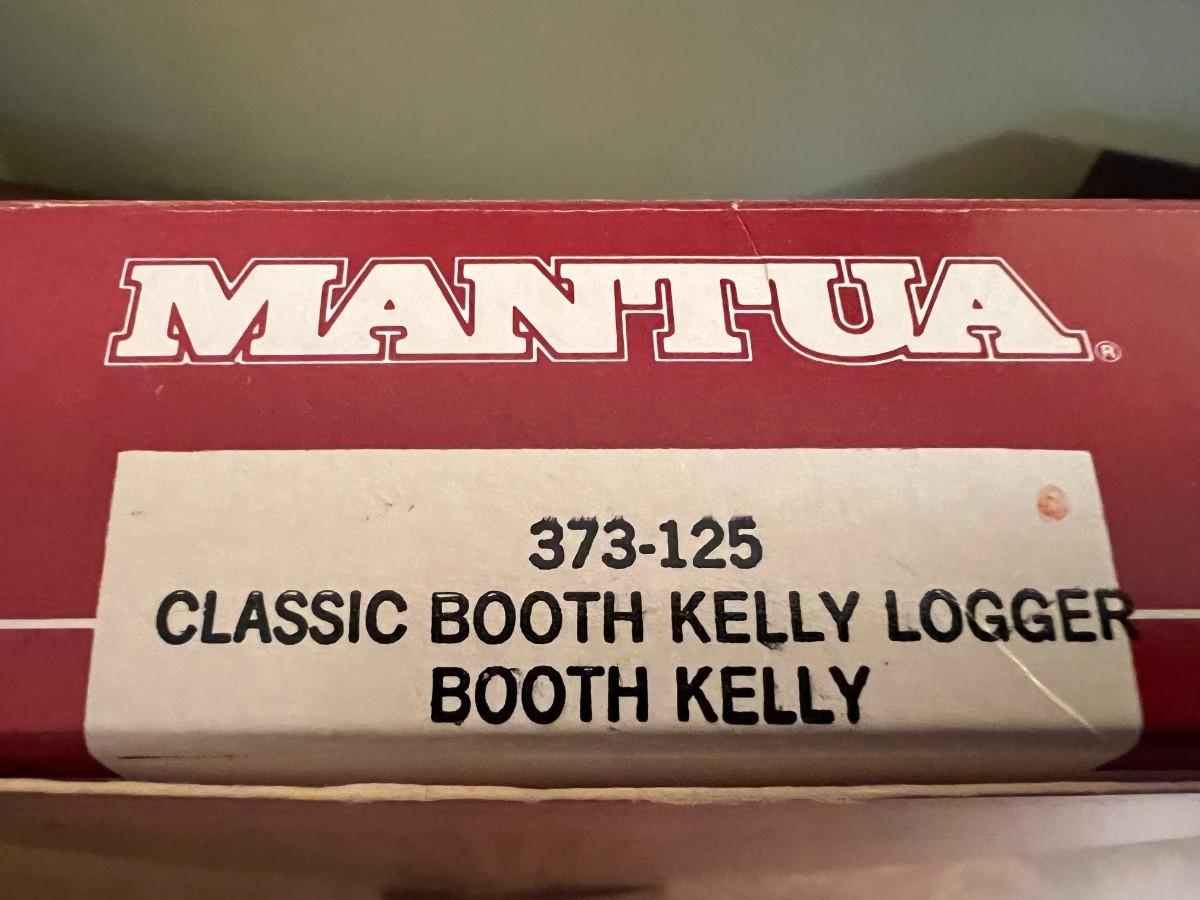 MANTUA®
373-125
CLASSIC BOOTH KELLY LOGGER
BOOTH KELLY